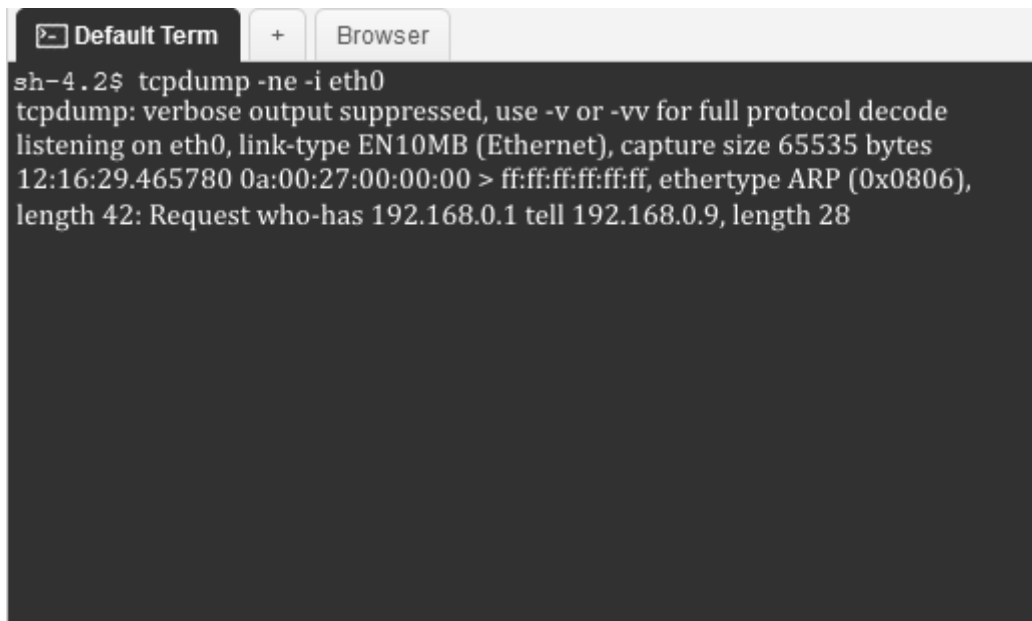 Default Term + Browser
sh-4.2$ tcpdump -ne -i eth0
tcpdump: verbose output suppressed, use -v or -vv for full protocol decode
listening on eth0, link-type EN10MB (Ethernet), capture size 65535 bytes
12:16:29.465780 0a:00:27:00:00:00 > ff:ff:ff:ff:ff:ff, ethertype ARP (0x0806),
length 42: Request who-has 192.168.0.1 tell 192.168.0.9, length 28